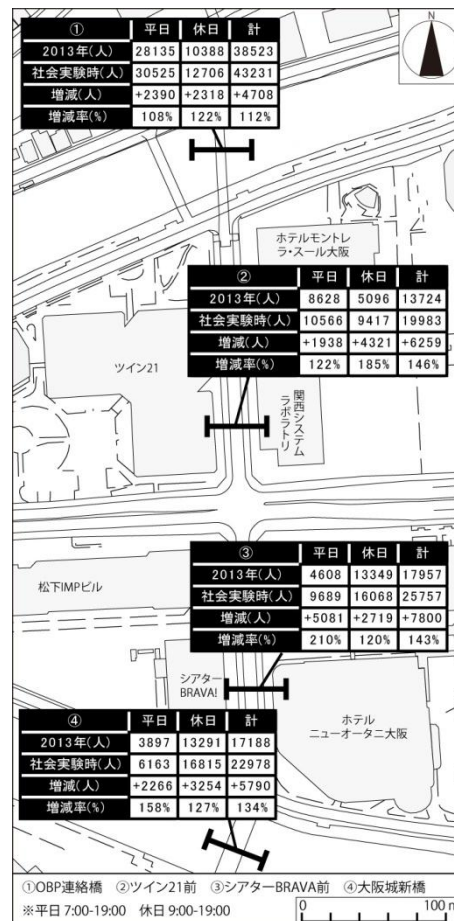 N
① 平日 休日 計
2013年(人) 28135 10388 38523
社会実験時(人) 30525 12706 43231
増減(人) +2390 +2318 +4708
増減率(%) 108% 122% 112%
ホテルモントレ
ラ・スール大阪
② 平日 休日 計
2013年(人) 8628 5096 13724
社会実験時(人) 10566 9417 19983
増減(人) +1938 +4321 +6259
増減率(%) 122% 185% 146%
ツイン21
関西システム
ラボラトリ
③ 平日 休日 計
2013年(人) 4608 13349 17957
社会実験時(人) 9689 16068 25757
増減(人) +5081 +2719 +7800
増減率(%) 210% 120% 143%
松下IMPビル
シアター
BRAVA!
ホテル
ニューオータニ大阪
④ 平日 休日 計
2013年(人) 3897 13291 17188
社会実験時(人) 6163 16815 22978
増減(人) +2266 +3254 +5790
増減率(%) 158% 127% 134%
①OBP連絡橋 ②ツイン21前 ③シアターBRAVA前 ④大阪城新橋
※平日 7:00-19:00 休日 9:00-19:00
0 100 m